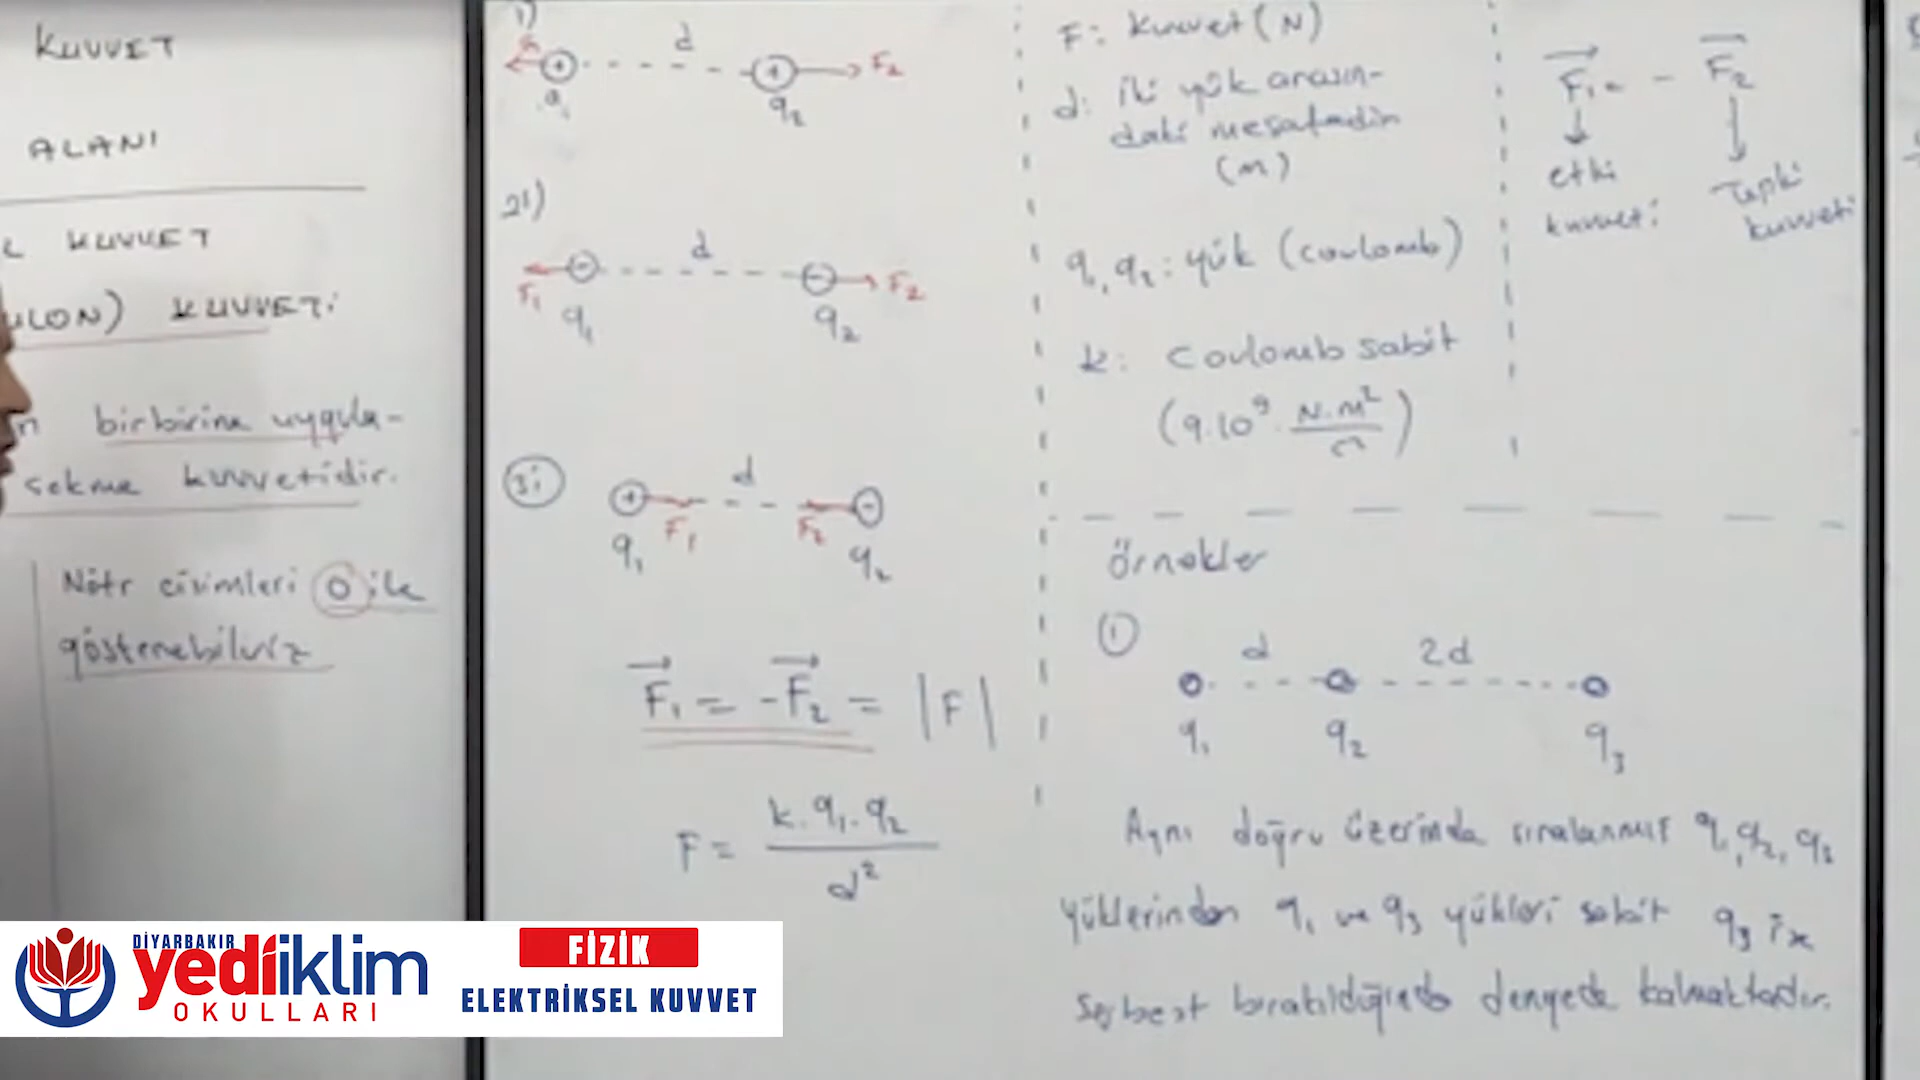 KUVVET
ALANI
L KUVVET
ULON) KUVVETİ
n birbirine uygula-
çekme kuvvetidir.
Nötr cisimleri 0 ile
gösterebiliriz
1)
d
F2
q1
q2
2)
d
F1
F2
q1
q2
3)
d
F1
F2
q1
q2
F1 = -F2 = |F|
F = k.q1.q2
d²
F: kuvvet (N)
d: iki yük arasın-
daki mesafedir
(m)
q1, q2: yük (coulomb)
k: Coulomb sabit
(9.10⁹. N.m²
F1 = - F2
etki
kuvveti
Tepki
kuvveti
Örnekler
1
d
2d
q1
q2
q3
Aynı doğru üzerinde sıralanmış q1, q2, q3
yüklerinden q1 ve q3 yükleri sabit q3 ise
Serbest bırakıldığında dengede kalmaktadır.
DİYARBAKIR
yediiklim
OKULLARI
FİZİK
ELEKTRİKSEL KUVVET